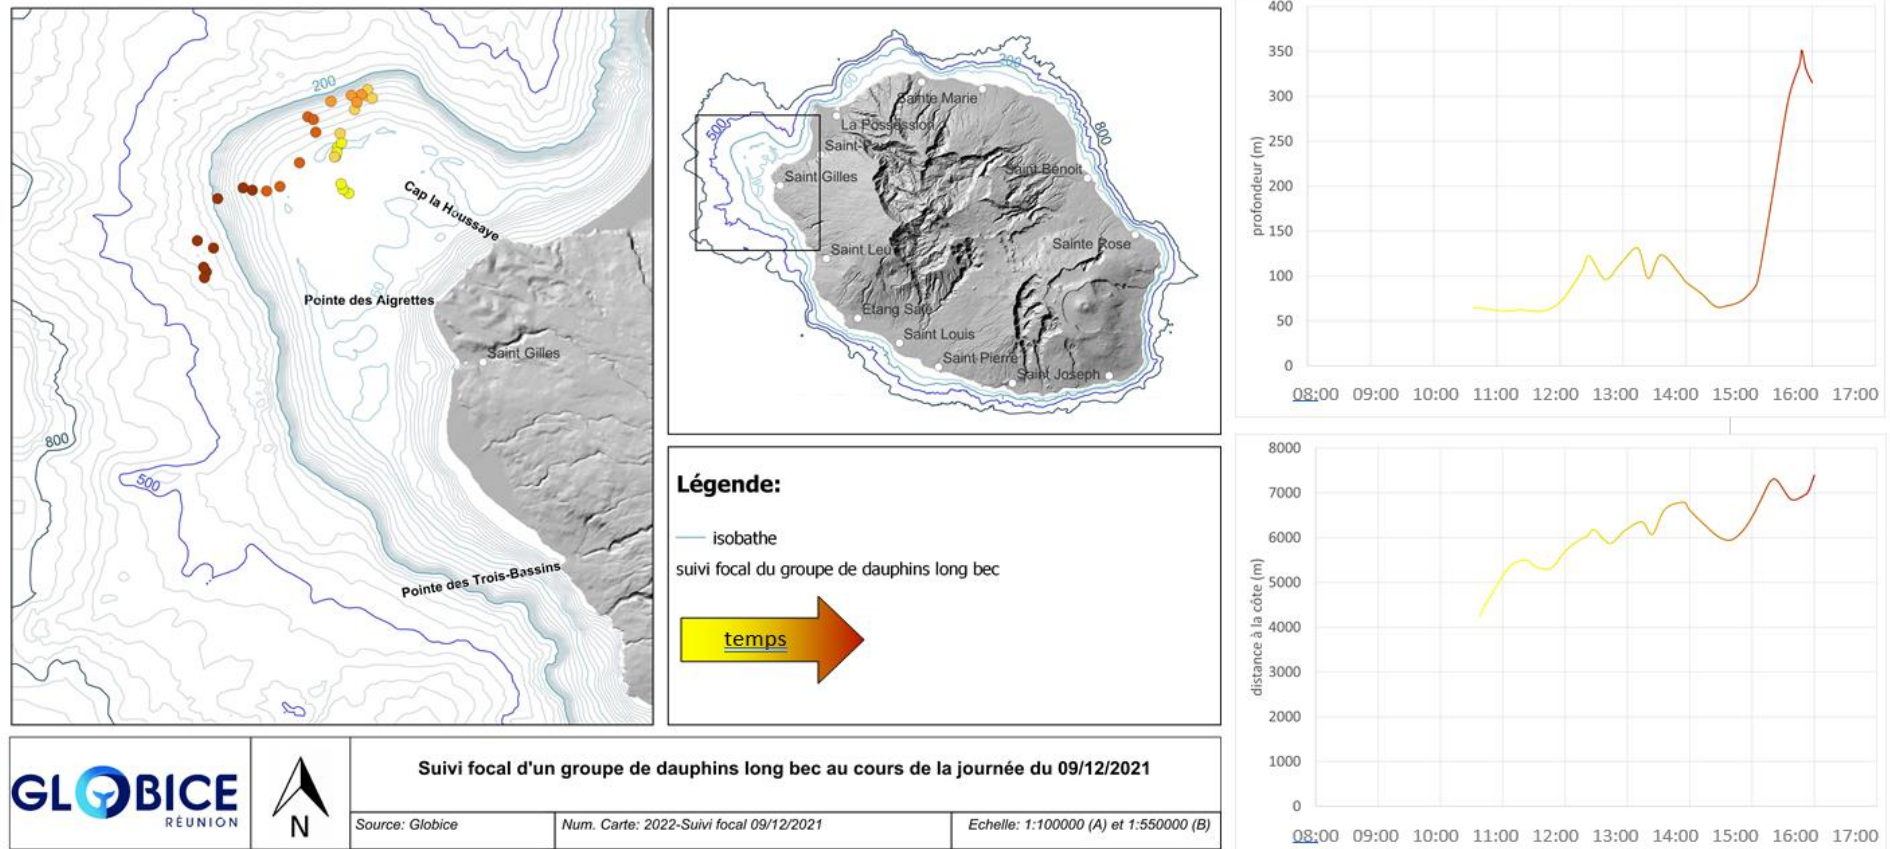 200
Cap la Houssaye
Pointe des Aigrettes
Saint Gilles
800
500
Pointe des Trois-Bassins
200
Sainte Marie
La Possession
500
800
Saint Benoit
Saint Gilles
Saint Leu
Sainte Rose
Etang Salé
Saint Louis
Saint Pierre
Saint Joseph
Légende:
isobathe
suivi focal du groupe de dauphins long bec
temps
GLOBICE
RÉUNION
N
Suivi focal d'un groupe de dauphins long bec au cours de la journée du 09/12/2021
Source: Globice
Num. Carte: 2022-Suivi focal 09/12/2021
Echelle: 1:100000 (A) et 1:550000 (B)
profondeur (m)
400
350
300
250
200
150
100
50
0
08:00 09:00 10:00 11:00 12:00 13:00 14:00 15:00 16:00 17:00
distance à la côte (m)
8000
7000
6000
5000
4000
3000
2000
1000
0
08:00 09:00 10:00 11:00 12:00 13:00 14:00 15:00 16:00 17:00